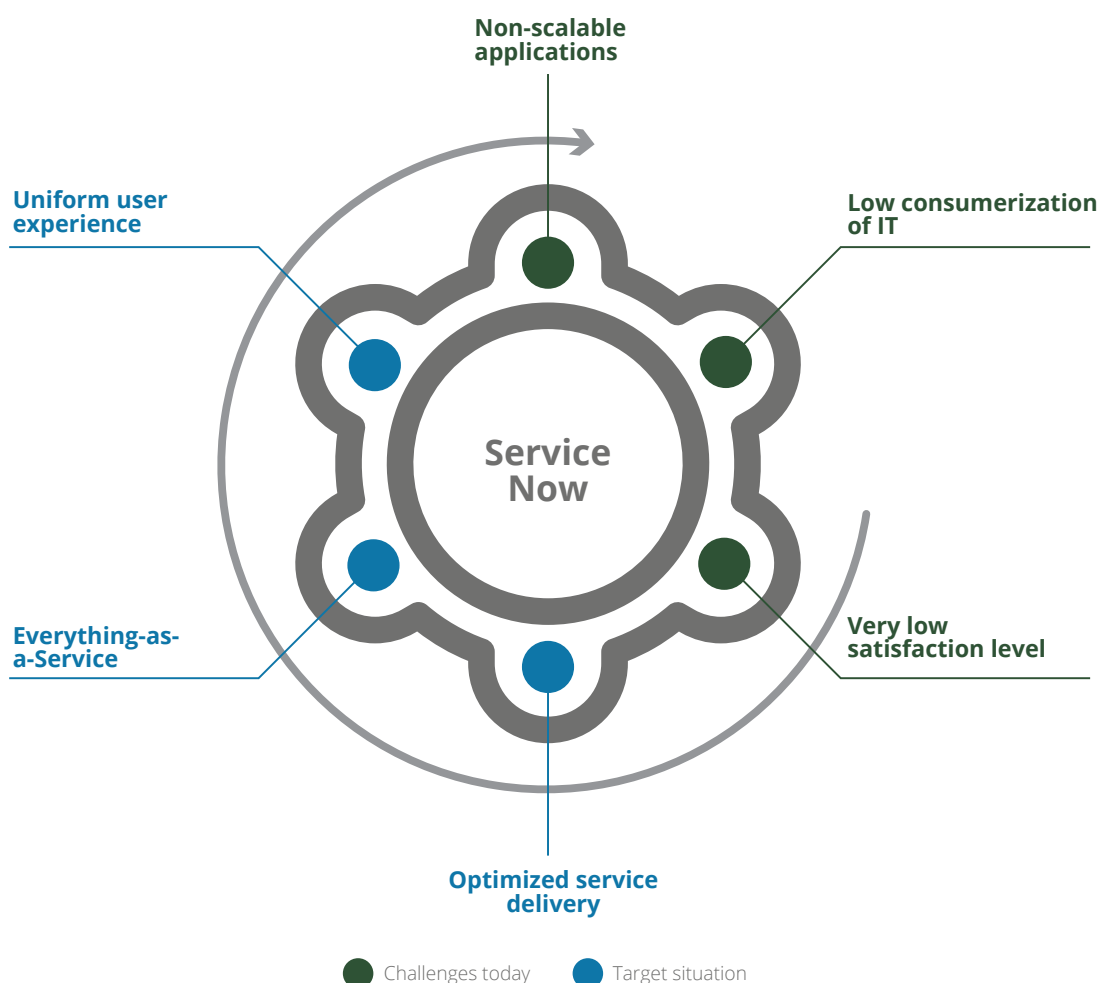 Non-scalable
applications
Uniform user
experience
Low consumerization
of IT
Service
Now
Everything-as-
a-Service
Very low
satisfaction level
Optimized service
delivery
Challenges today
Target situation